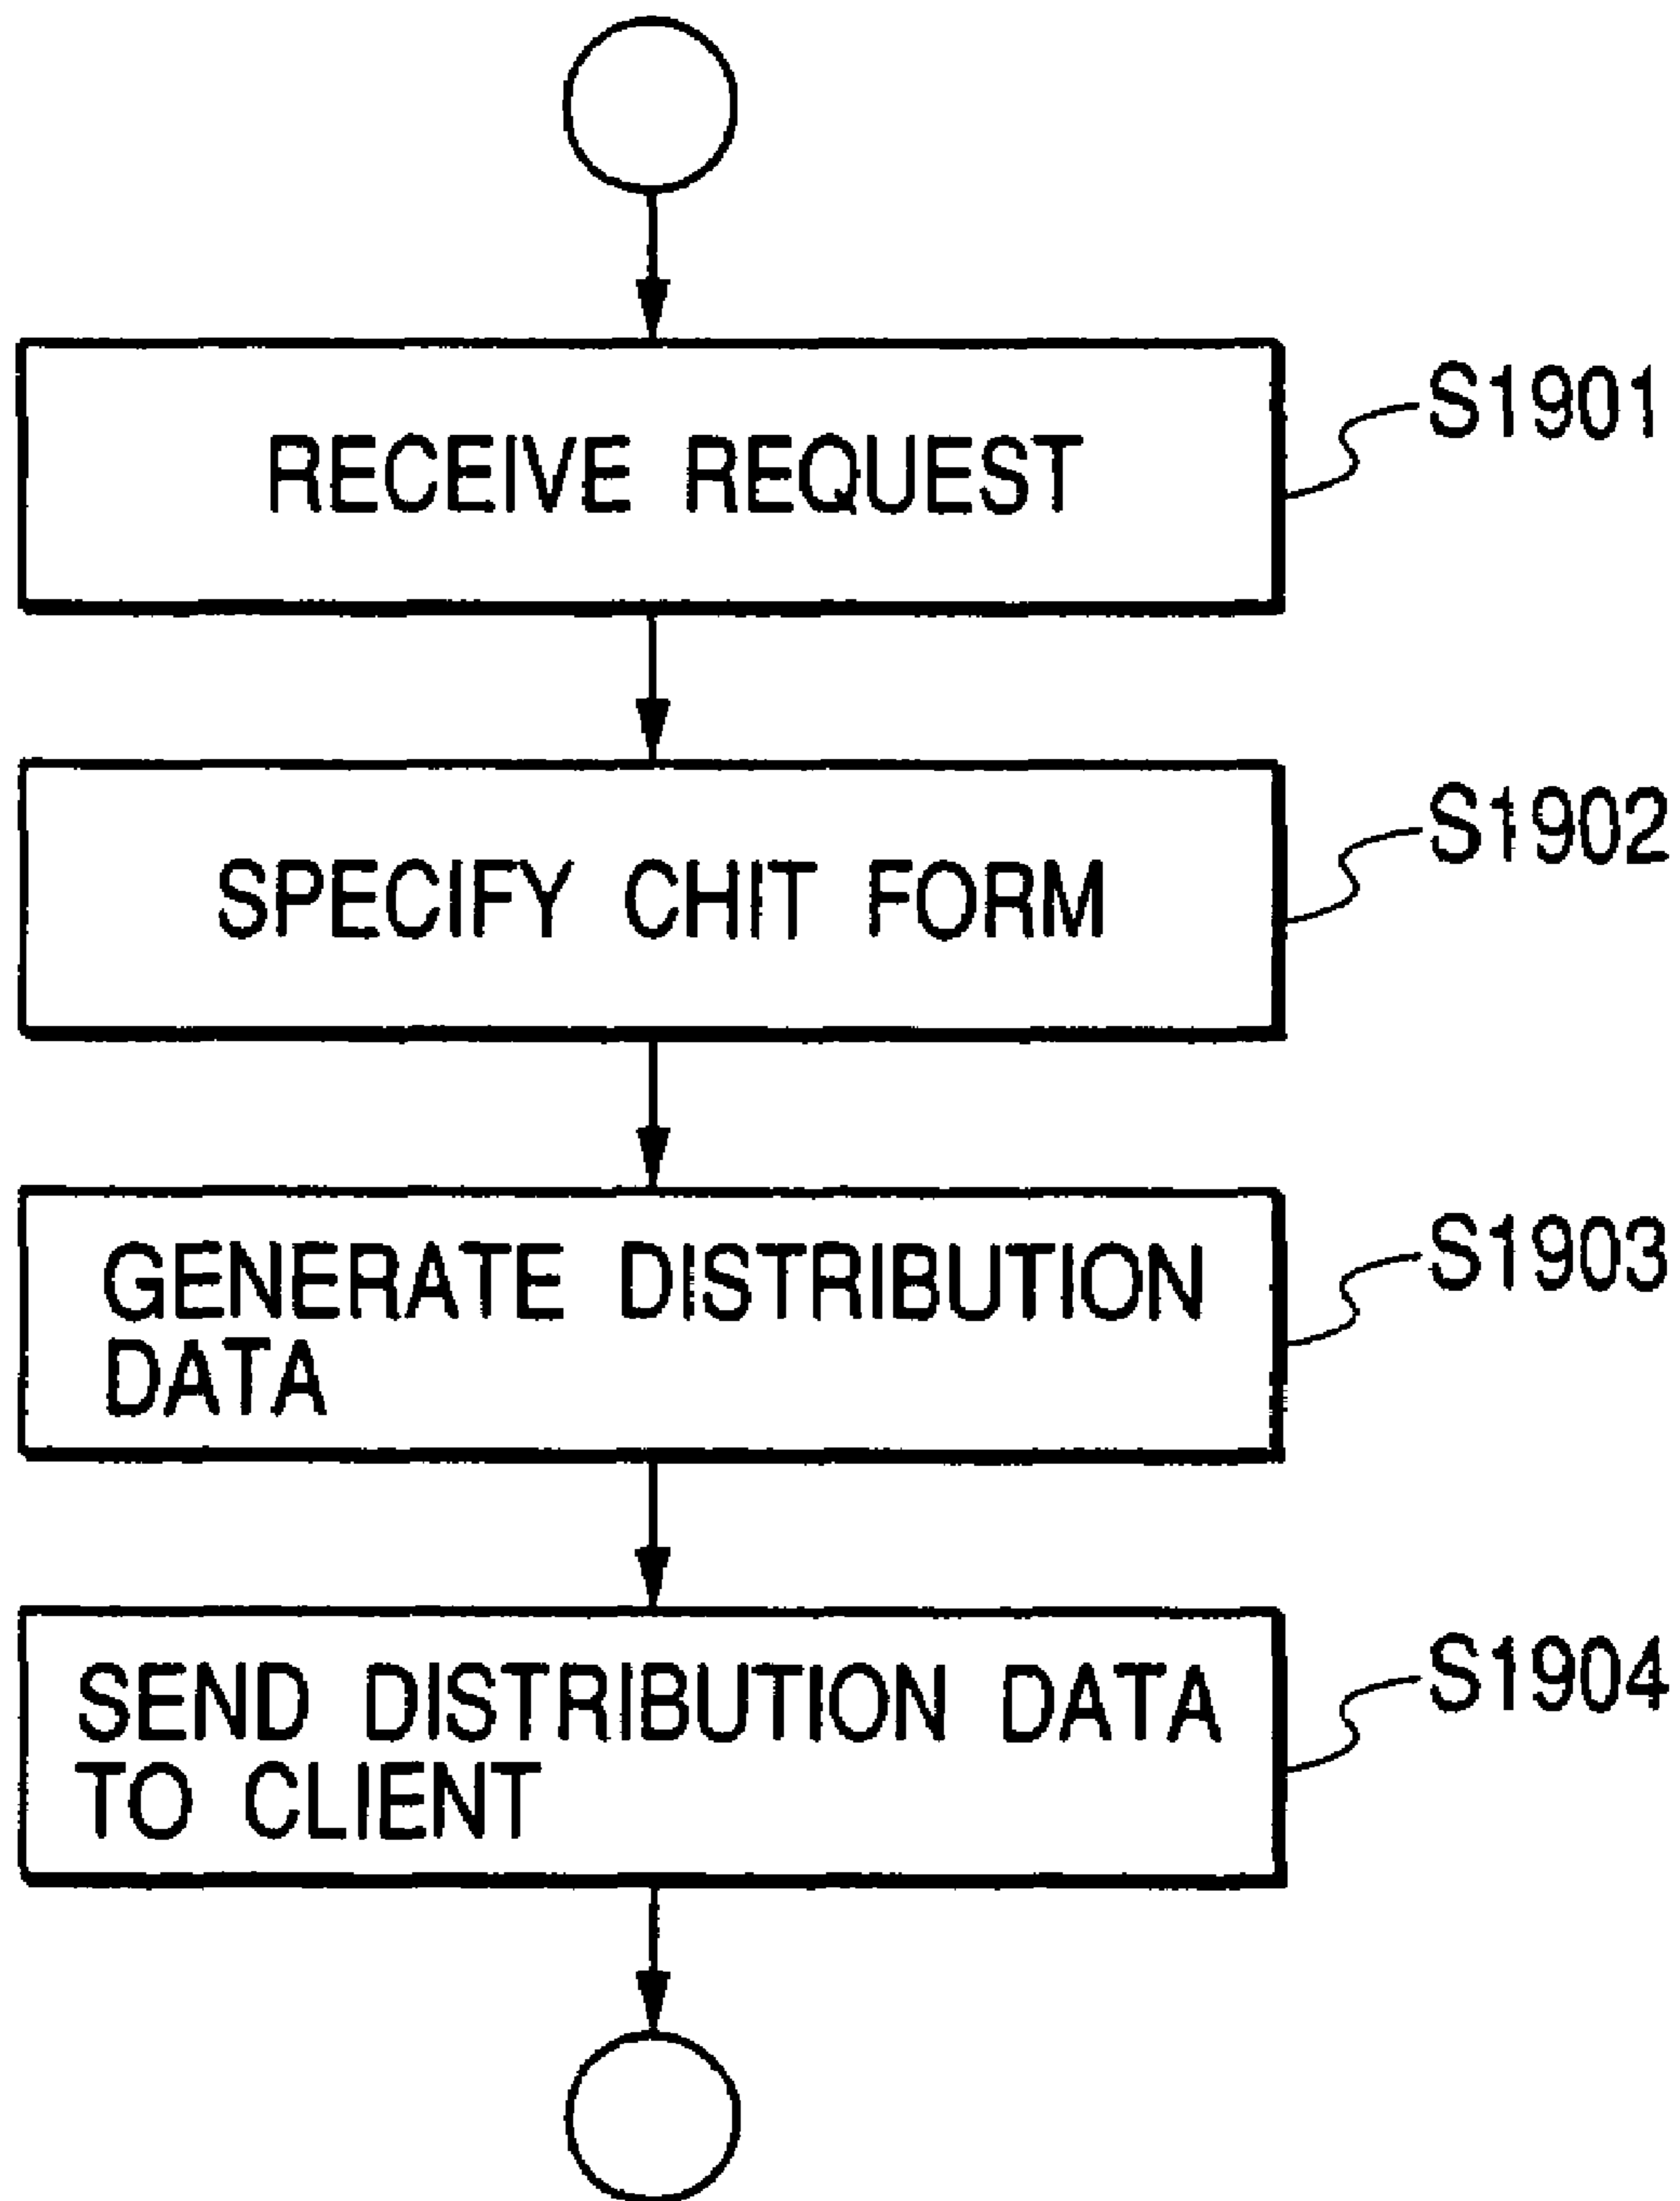 RECEIVE REQUEST
S1901
SPECIFY CHIT FORM
S1902
GENERATE DISTRIBUTION
DATA
S1903
SEND DISTRIBUTION DATA
TO CLIENT
S1904